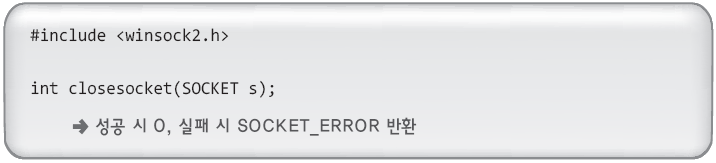 #include <winsock2.h>
int closesocket(SOCKET s);
➔ 성공 시 0, 실패 시 SOCKET_ERROR 반환